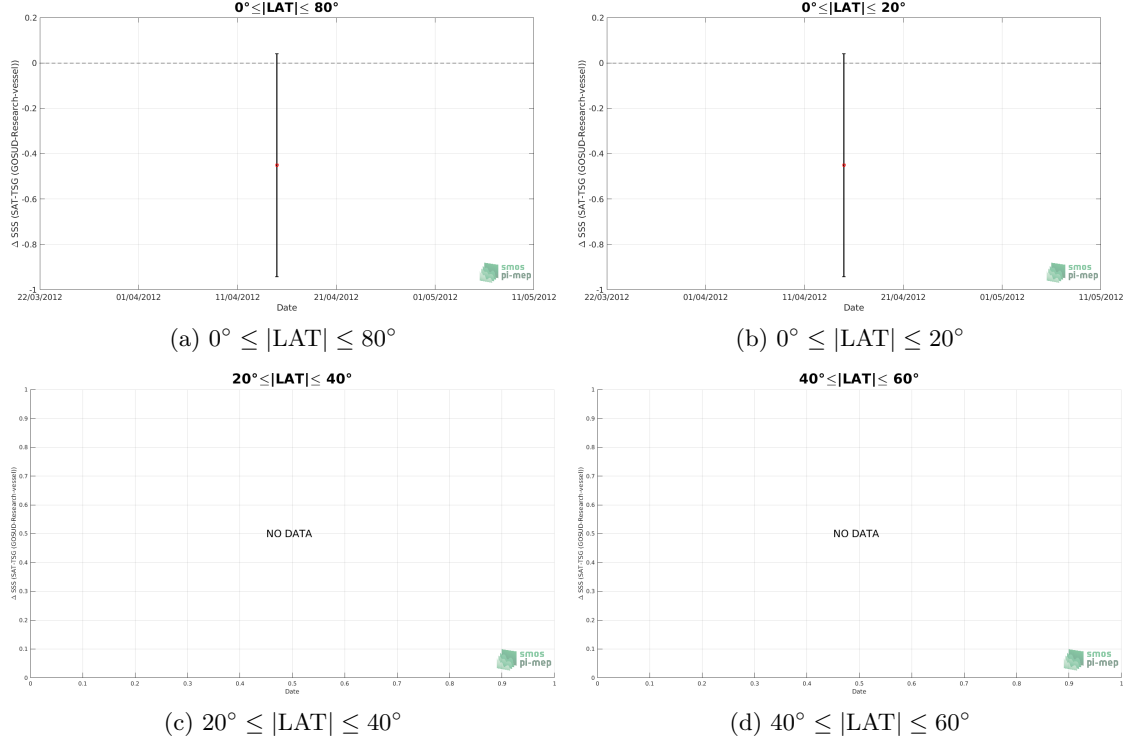 0°≤|LAT|≤ 80°
0.2
0
-0.2
-0.4
-0.6
-0.8
-1
Δ SSS (SAT-TSG (GOSUD-Research-vessel))
22/03/2012 01/04/2012 11/04/2012 21/04/2012 01/05/2012 11/05/2012
Date
smos
pi-mep
(a) 0° ≤ |LAT| ≤ 80°
0°≤|LAT|≤ 20°
0.2
0
-0.2
-0.4
-0.6
-0.8
-1
Δ SSS (SAT-TSG (GOSUD-Research-vessel))
22/03/2012 01/04/2012 11/04/2012 21/04/2012 01/05/2012 11/05/2012
Date
smos
pi-mep
(b) 0° ≤ |LAT| ≤ 20°
20°≤|LAT|≤ 40°
1
0.9
0.8
0.7
0.6
0.5
0.4
0.3
0.2
0.1
0
Δ SSS (SAT-TSG (GOSUD-Research-vessel))
NO DATA
0 0.1 0.2 0.3 0.4 0.5 0.6 0.7 0.8 0.9 1
Date
smos
pi-mep
(c) 20° ≤ |LAT| ≤ 40°
40°≤|LAT|≤ 60°
1
0.9
0.8
0.7
0.6
0.5
0.4
0.3
0.2
0.1
0
Δ SSS (SAT-TSG (GOSUD-Research-vessel))
NO DATA
0 0.1 0.2 0.3 0.4 0.5 0.6 0.7 0.8 0.9 1
Date
smos
pi-mep
(d) 40° ≤ |LAT| ≤ 60°